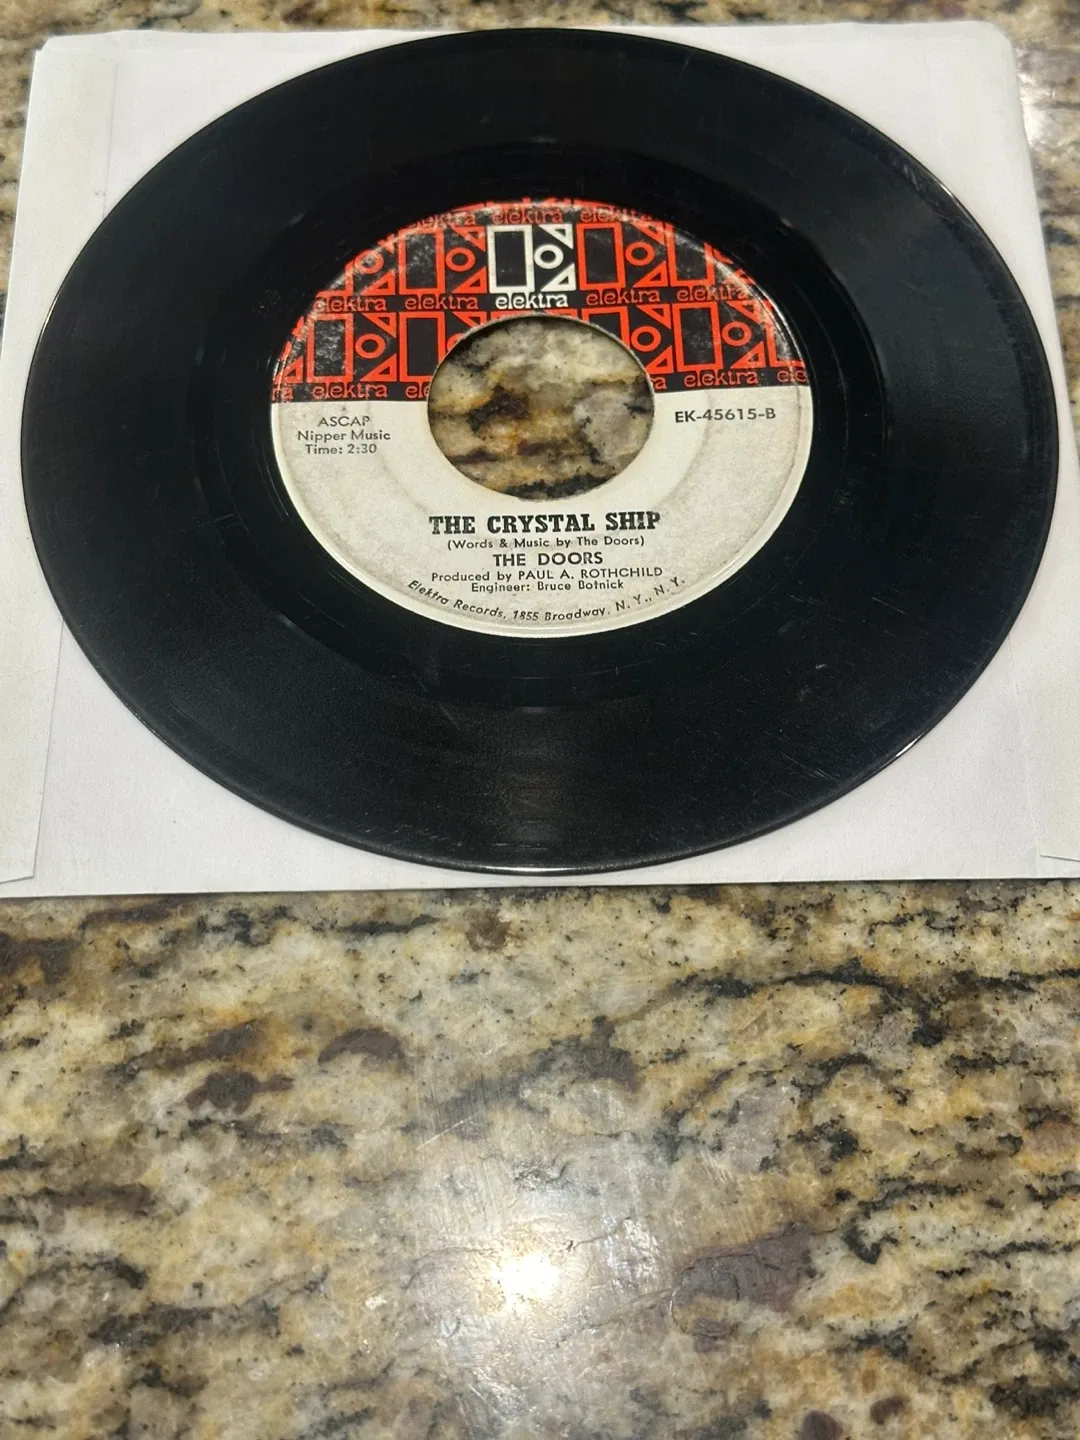 elektra elektra elektra
elektra elektra elektra elektra elektra
elektra elektra
ASCAP
Nipper Music
Time: 2:30
EK-45615-B
THE CRYSTAL SHIP
(Words & Music by The Doors)
THE DOORS
Produced by PAUL A. ROTHCHILD
Engineer: Bruce Botnick
Elektra Records, 1855 Broadway, N. Y., N. Y.